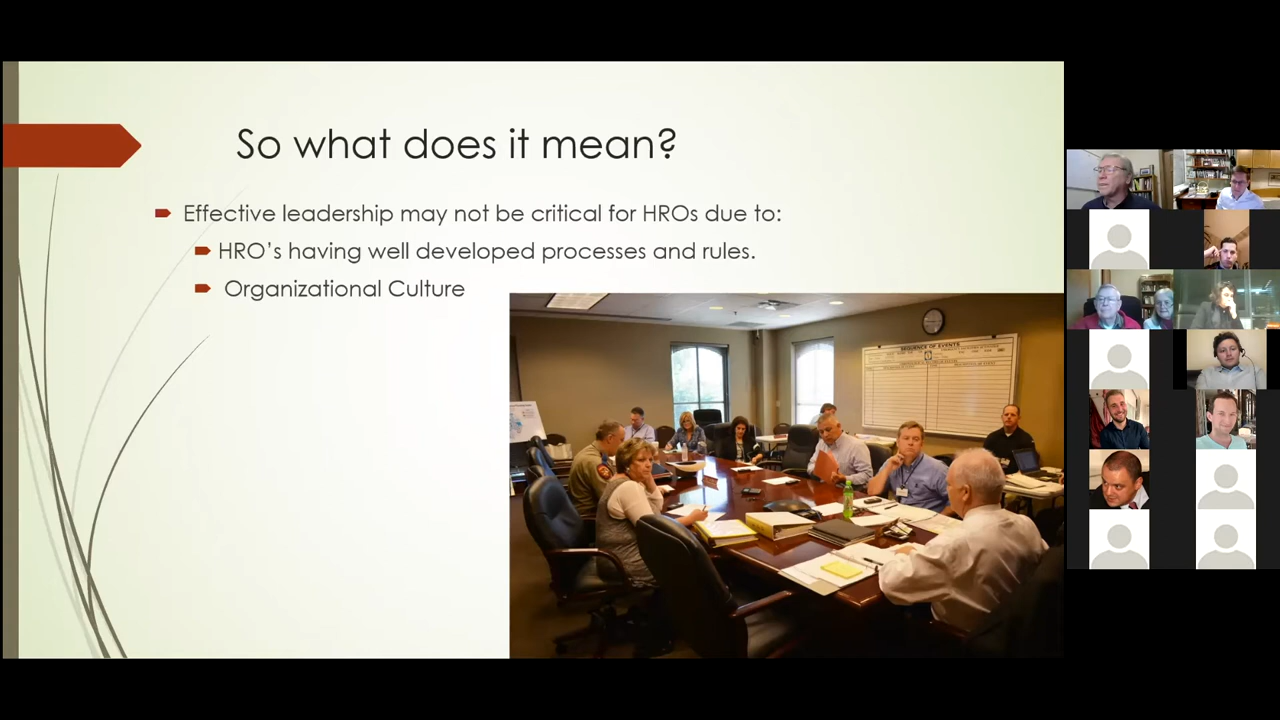 So what does it mean?
Effective leadership may not be critical for HROs due to:
HRO's having well developed processes and rules.
Organizational Culture
SEQUENCE OF EVENTS